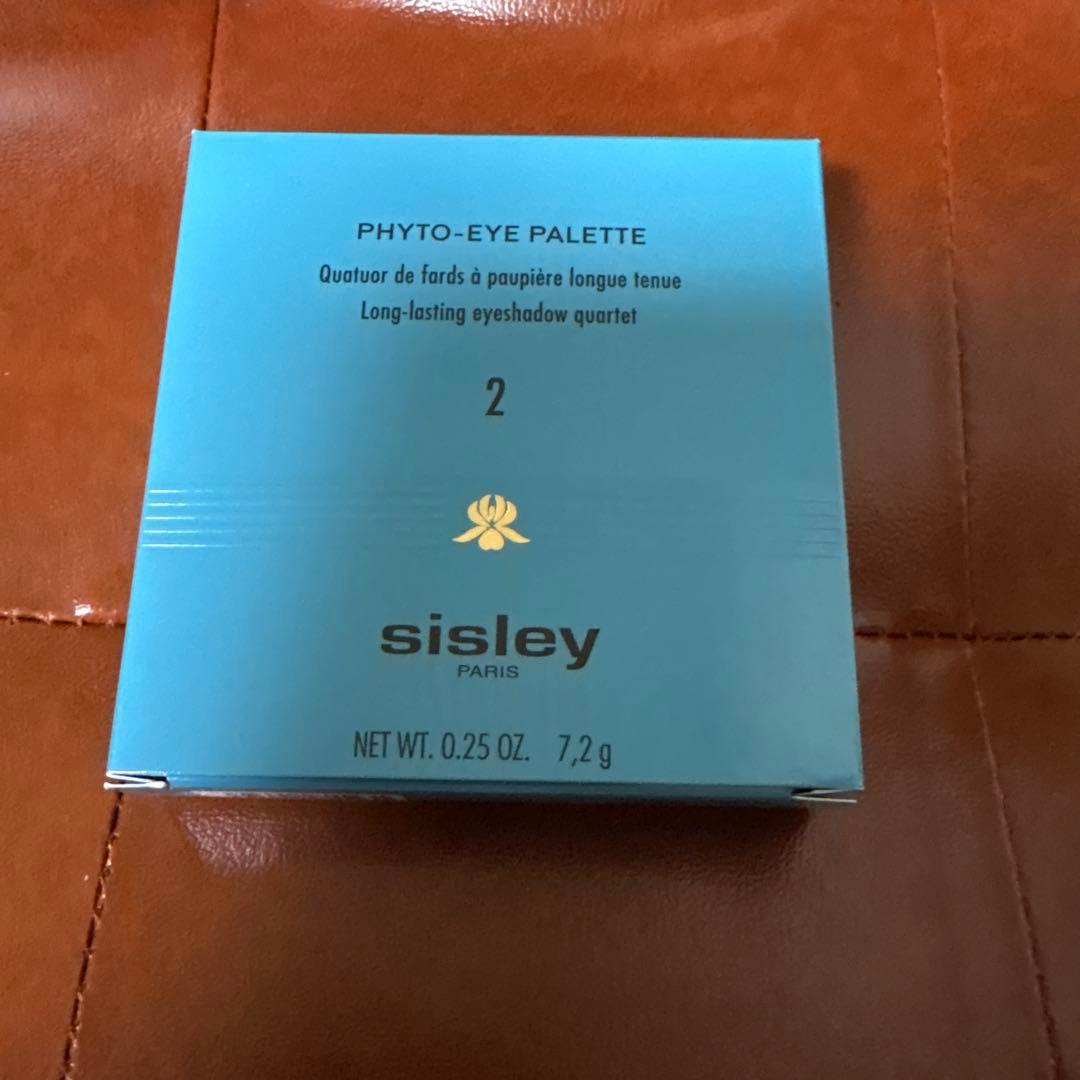 PHYTO-EYE PALETTE
Quatuor de fards à paupière longue tenue
Long-lasting eyeshadow quartet
2
sisley
PARIS
NET WT. 0.25 OZ. 7,2 g